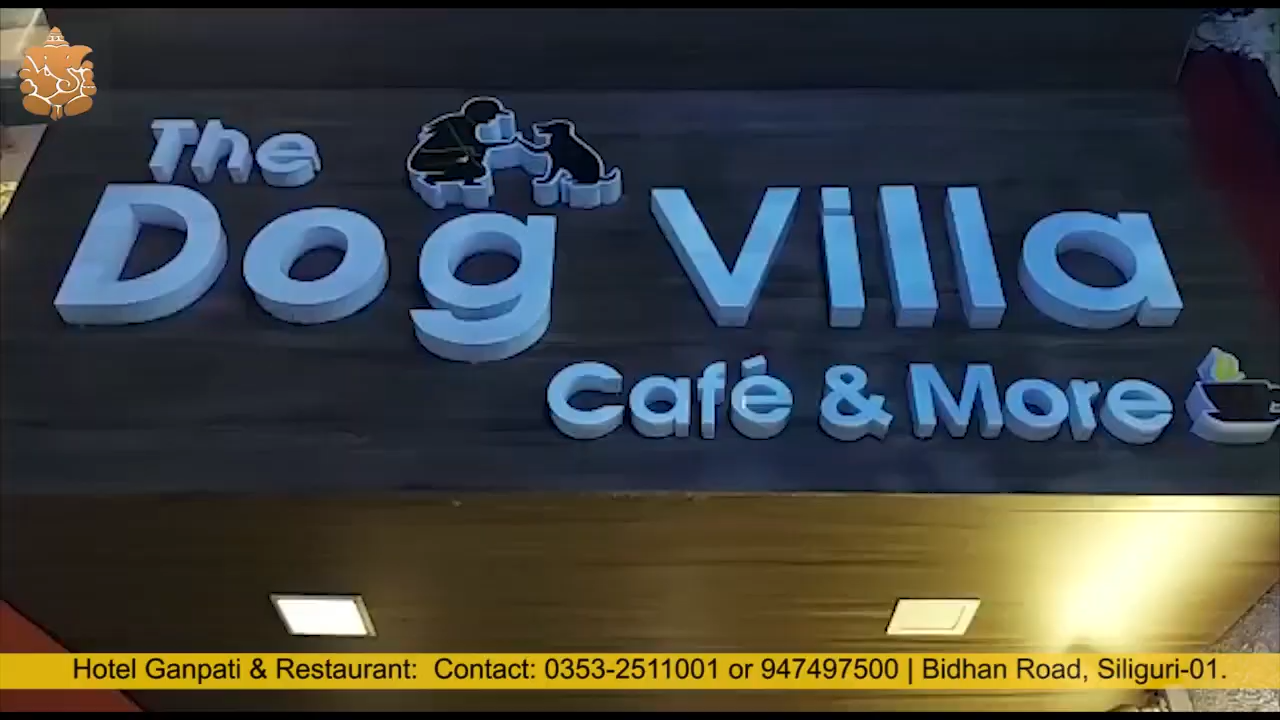 The
Dog Villa
Café & More
Hotel Ganpati & Restaurant: Contact: 0353-2511001 or 947497500 | Bidhan Road, Siliguri-01.